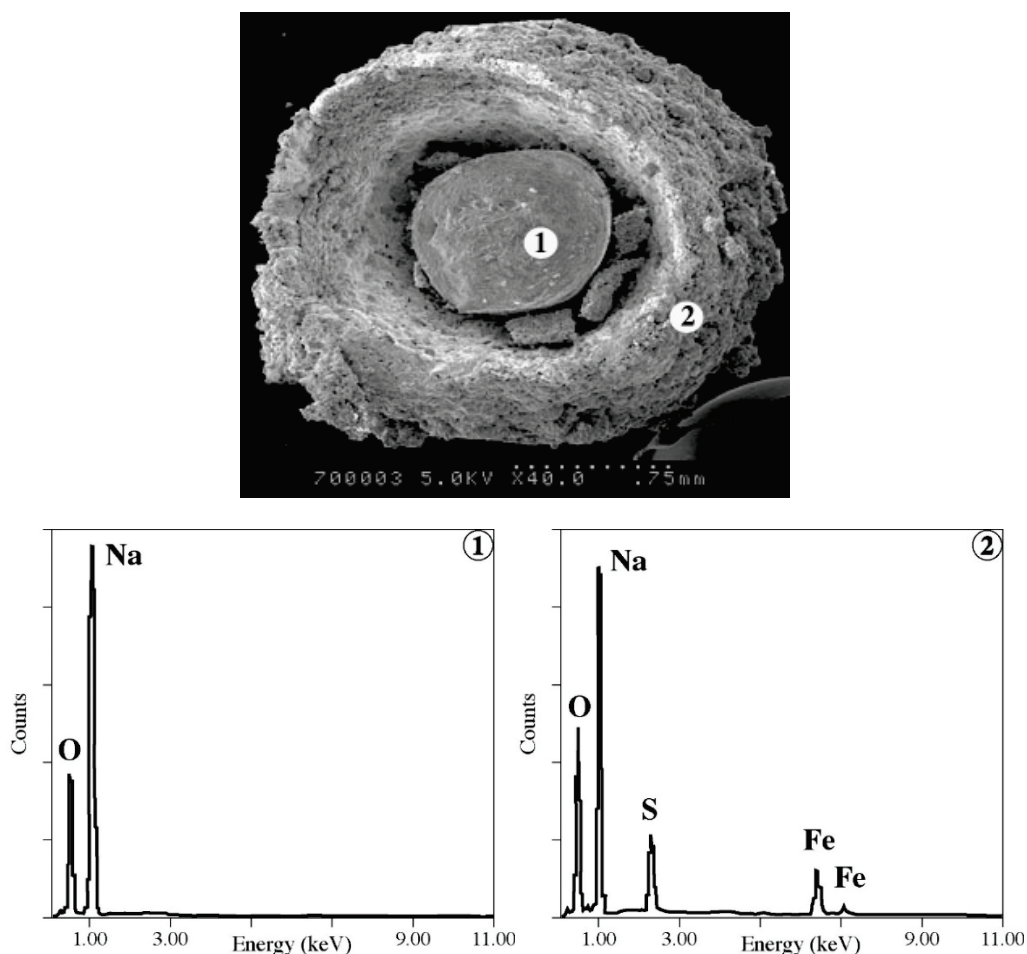 1
2
700003 5.0KV X40.0 .75mm
1
Na
O
Counts
1.00 3.00 Energy (keV) 9.00 11.00
2
Na
O
S
Fe
Fe
Counts
1.00 3.00 Energy (keV) 9.00 11.00